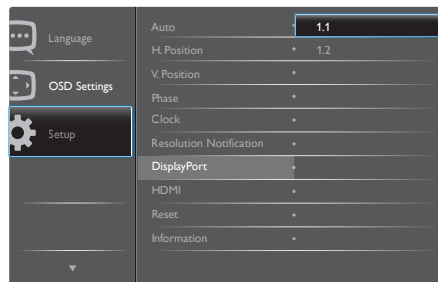 Language
OSD Settings
Setup
Auto
H. Position
V. Position
Phase
Clock
Resolution Notification
DisplayPort
HDMI
Reset
Information
1.1
1.2